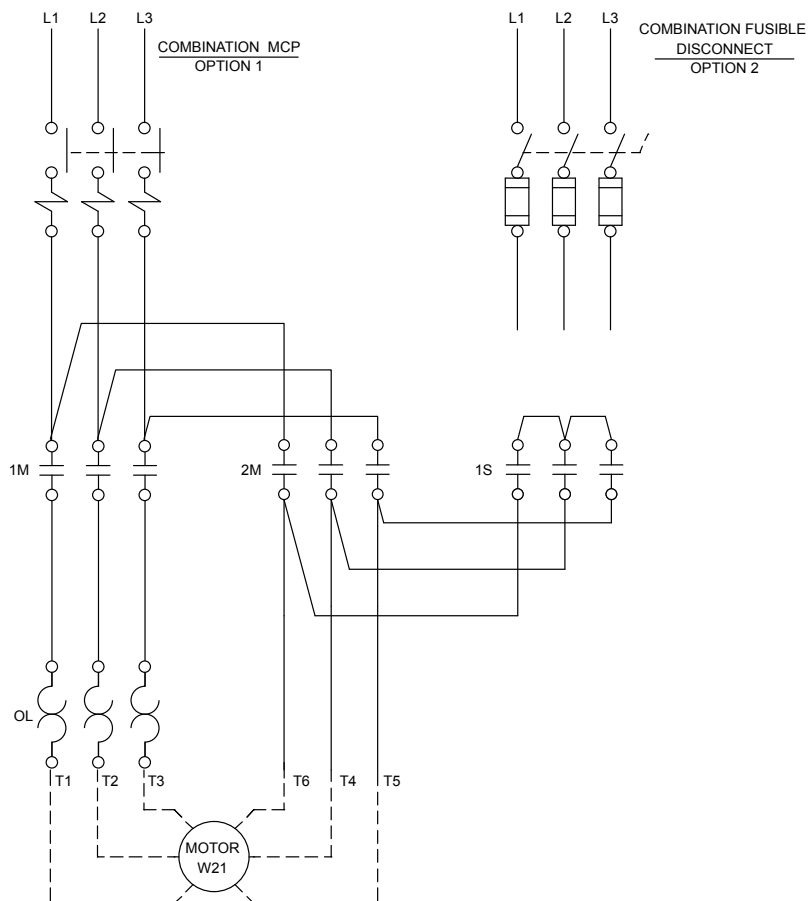 L1 L2 L3
COMBINATION MCP
OPTION 1
L1 L2 L3
COMBINATION FUSIBLE
DISCONNECT
OPTION 2
1M
2M
1S
OL
T1 T2 T3 T6 T4 T5
MOTOR
W21